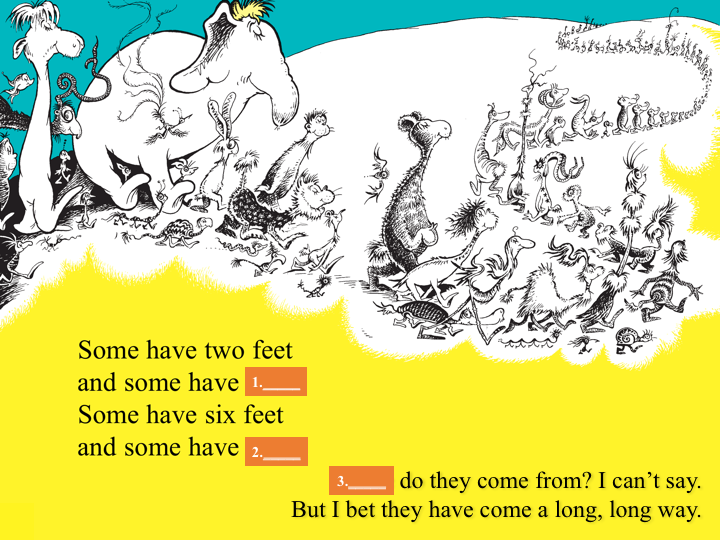 Some have two feet
and some have 1.____
Some have six feet
and some have 2.____
3.____ do they come from? I can’t say.
But I bet they have come a long, long way.